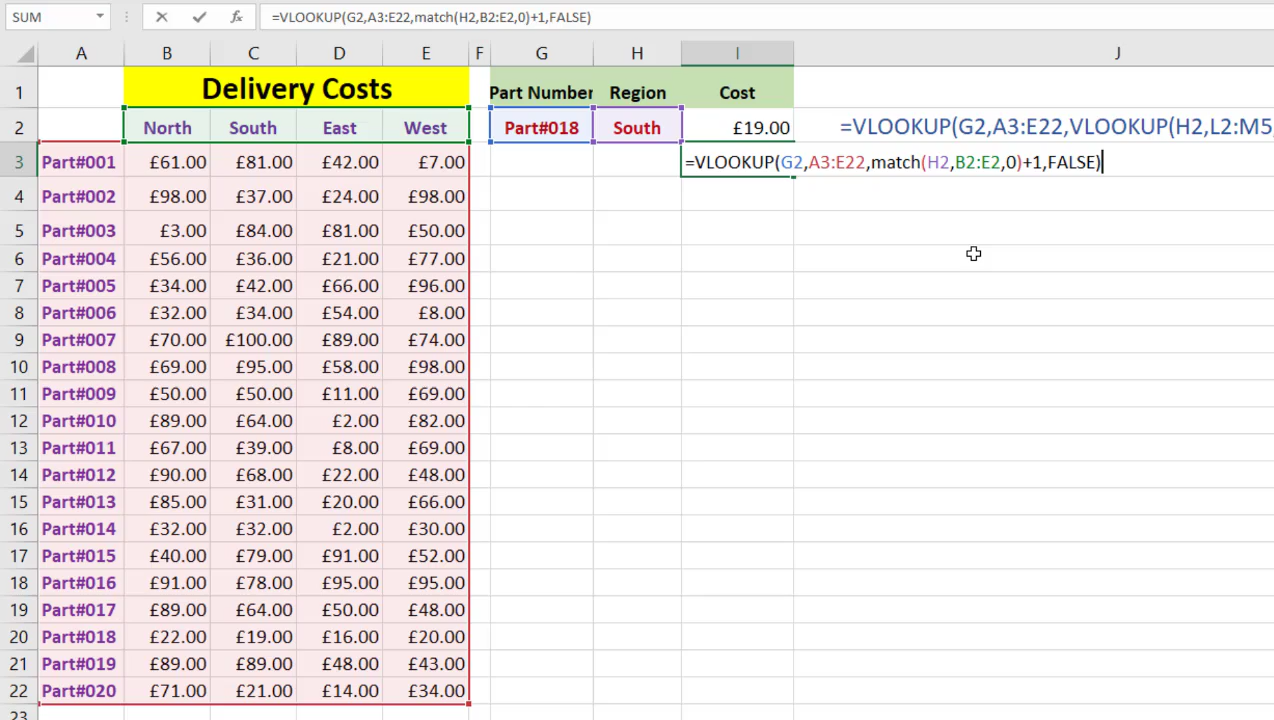 SUM =VLOOKUP(G2,A3:E22,match(H2,B2:E2,0)+1,FALSE)
A B C D E F G H I J
1 Delivery Costs Part Number Region Cost
2 North South East West Part#018 South £19.00 =VLOOKUP(G2,A3:E22,VLOOKUP(H2,L2:M5,
3 Part#001 £61.00 £81.00 £42.00 £7.00 =VLOOKUP(G2,A3:E22,match(H2,B2:E2,0)+1,FALSE)
4 Part#002 £98.00 £37.00 £24.00 £98.00
5 Part#003 £3.00 £84.00 £81.00 £50.00
6 Part#004 £56.00 £36.00 £21.00 £77.00
7 Part#005 £34.00 £42.00 £66.00 £96.00
8 Part#006 £32.00 £34.00 £54.00 £8.00
9 Part#007 £70.00 £100.00 £89.00 £74.00
10 Part#008 £69.00 £95.00 £58.00 £98.00
11 Part#009 £50.00 £50.00 £11.00 £69.00
12 Part#010 £89.00 £64.00 £2.00 £82.00
13 Part#011 £67.00 £39.00 £8.00 £69.00
14 Part#012 £90.00 £68.00 £22.00 £48.00
15 Part#013 £85.00 £31.00 £20.00 £66.00
16 Part#014 £32.00 £32.00 £2.00 £30.00
17 Part#015 £40.00 £79.00 £91.00 £52.00
18 Part#016 £91.00 £78.00 £95.00 £95.00
19 Part#017 £89.00 £64.00 £50.00 £48.00
20 Part#018 £22.00 £19.00 £16.00 £20.00
21 Part#019 £89.00 £89.00 £48.00 £43.00
22 Part#020 £71.00 £21.00 £14.00 £34.00
23